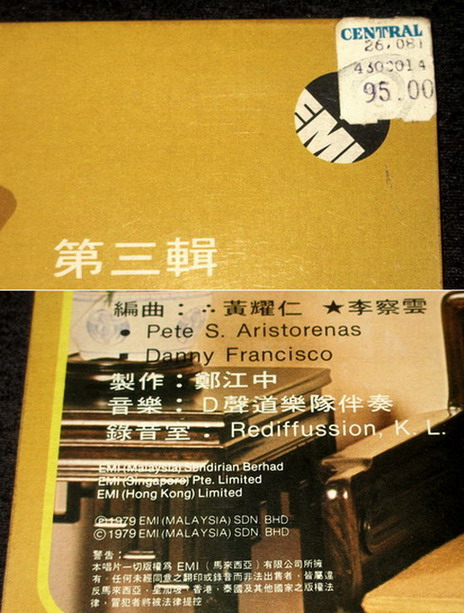 CENTRAL
26.081
4300014
95.00
EMI
第三輯
編曲：∴黃耀仁 ★李察雲
• Pete S. Aristorenas
▪ Danny Francisco
製作：鄭江中
音樂：D聲道樂隊伴奏
錄音室：Rediffussion, K. L.
EMI (Malaysia) Sendirian Berhad
EMI (Singapore) Pte. Limited
EMI (Hong Kong) Limited
Ⓟ1979 EMI (MALAYSIA) SDN. BHD.
©1979 EMI (MALAYSIA) SDN. BHD.
警告：
本唱片一切版權爲 EMI（馬來西亞）有限公司所擁
有，任何未經同意之翻印或錄音而非法出售者，皆屬違
反馬來西亞，星加坡，香港，泰國及其他國家之版權法
律，冒犯者將被法律提控。